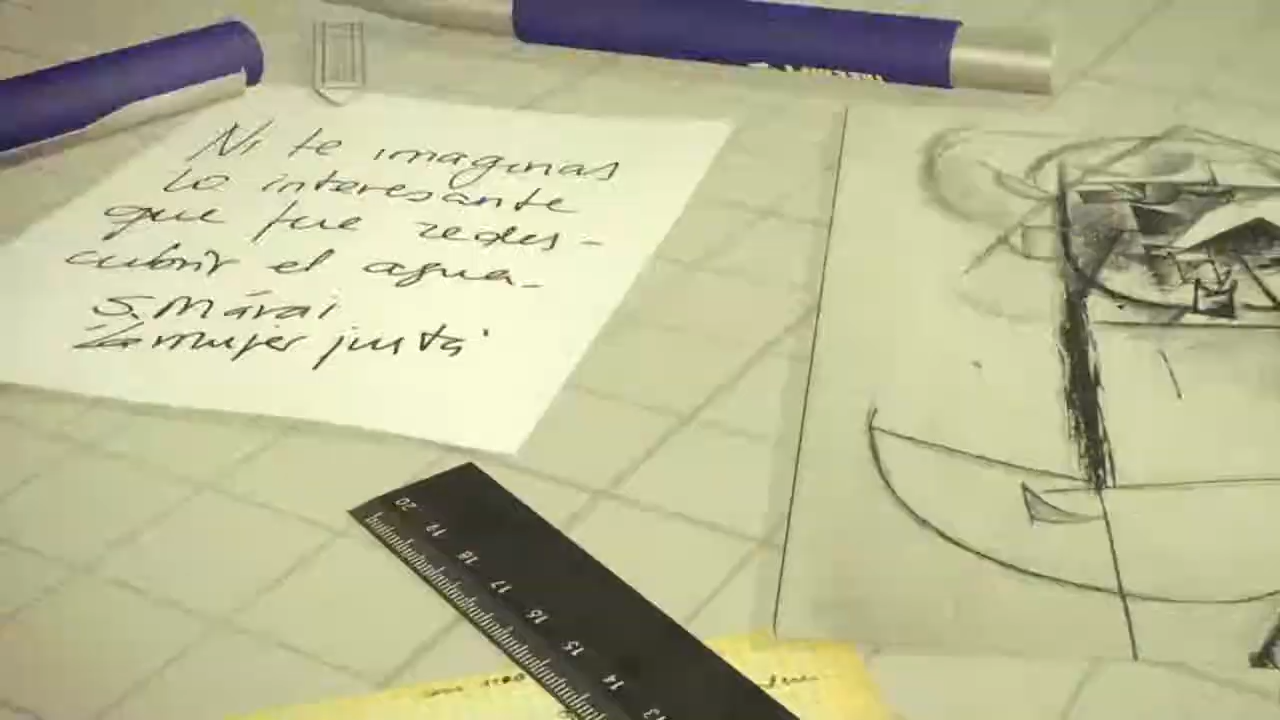 Ni te imaginas
lo interesante
que fue redes-
cubrir el agua.
S. Márai
La mujer justa
20 19 18 17 16 15 14 13